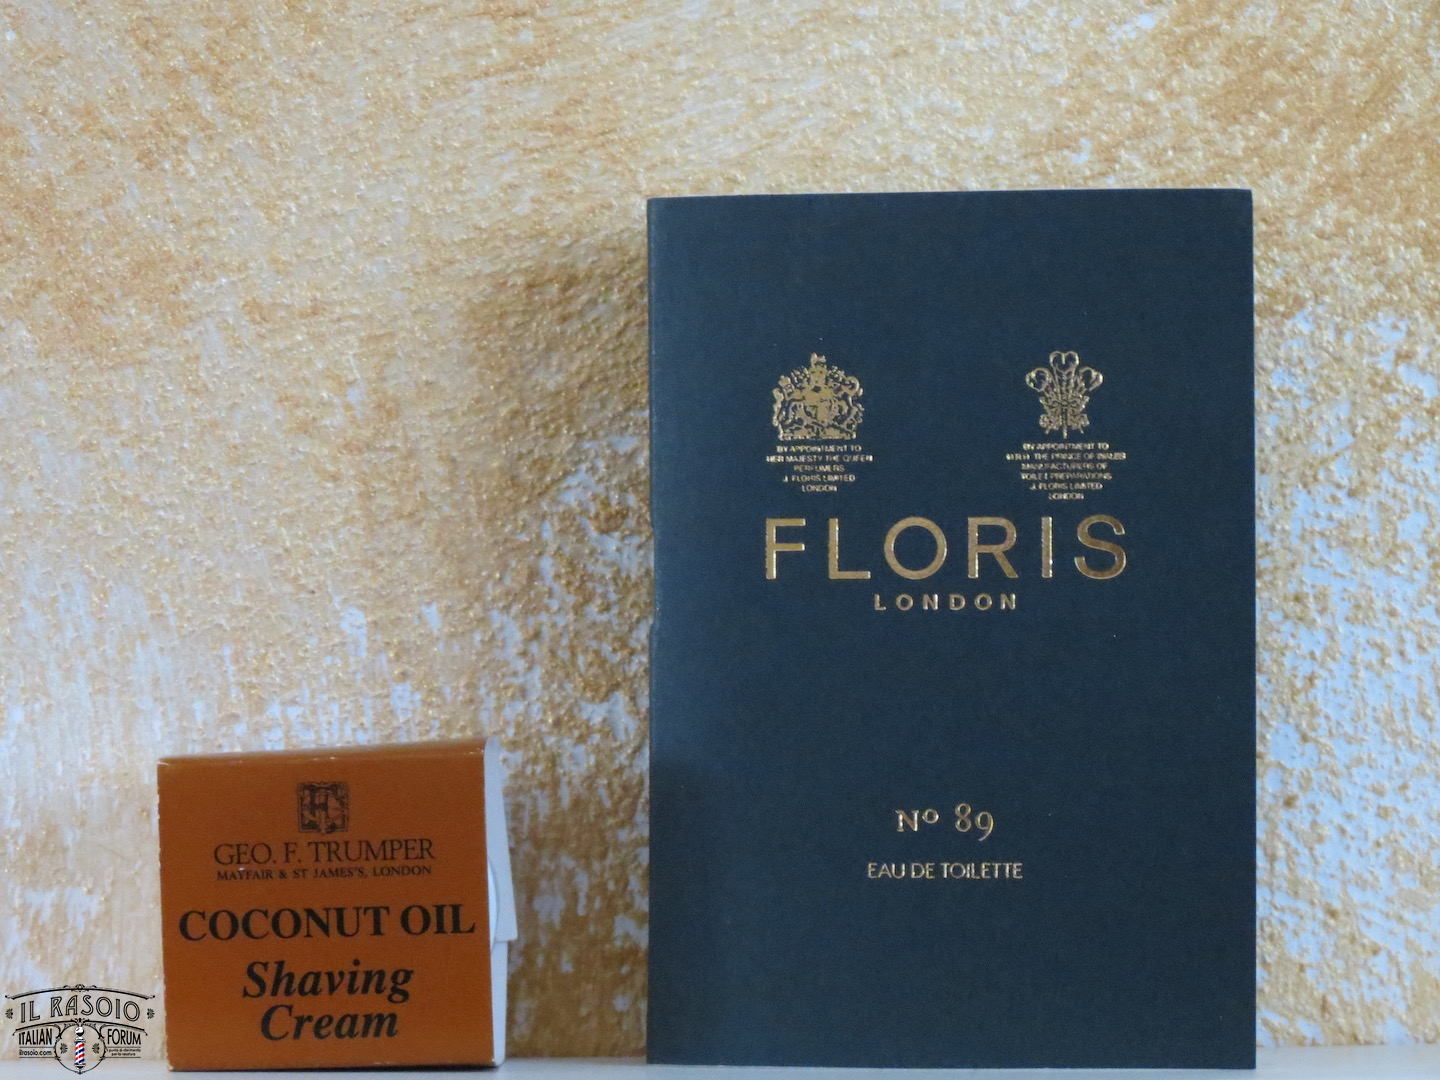 BY APPOINTMENT TO
HER MAJESTY THE QUEEN
PERFUMERS
J. FLORIS LIMITED
LONDON
BY APPOINTMENT TO
H.R.H. THE PRINCE OF WALES
MANUFACTURERS OF
TOILET PREPARATIONS
J. FLORIS LIMITED
LONDON
FLORIS
LONDON
Nº 89
EAU DE TOILETTE
GEO. F. TRUMPER
MAYFAIR & ST JAMES'S, LONDON
COCONUT OIL
Shaving
Cream
IL RASOIO
ITALIAN FORUM
ilrasoio.com